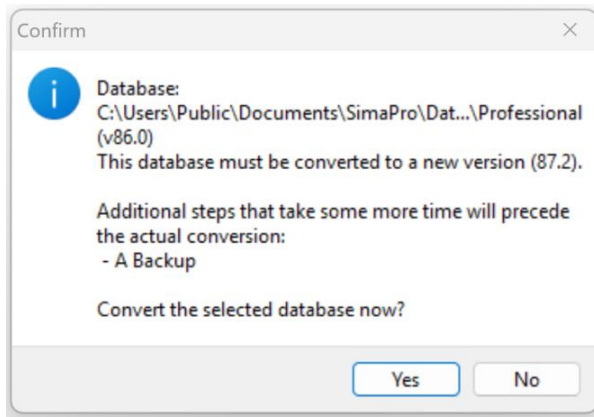 Confirm
Database:
C:\Users\Public\Documents\SimaPro\Dat...\Professional
(v86.0)
This database must be converted to a new version (87.2).
Additional steps that take some more time will precede
the actual conversion:
- A Backup
Convert the selected database now?
Yes
No